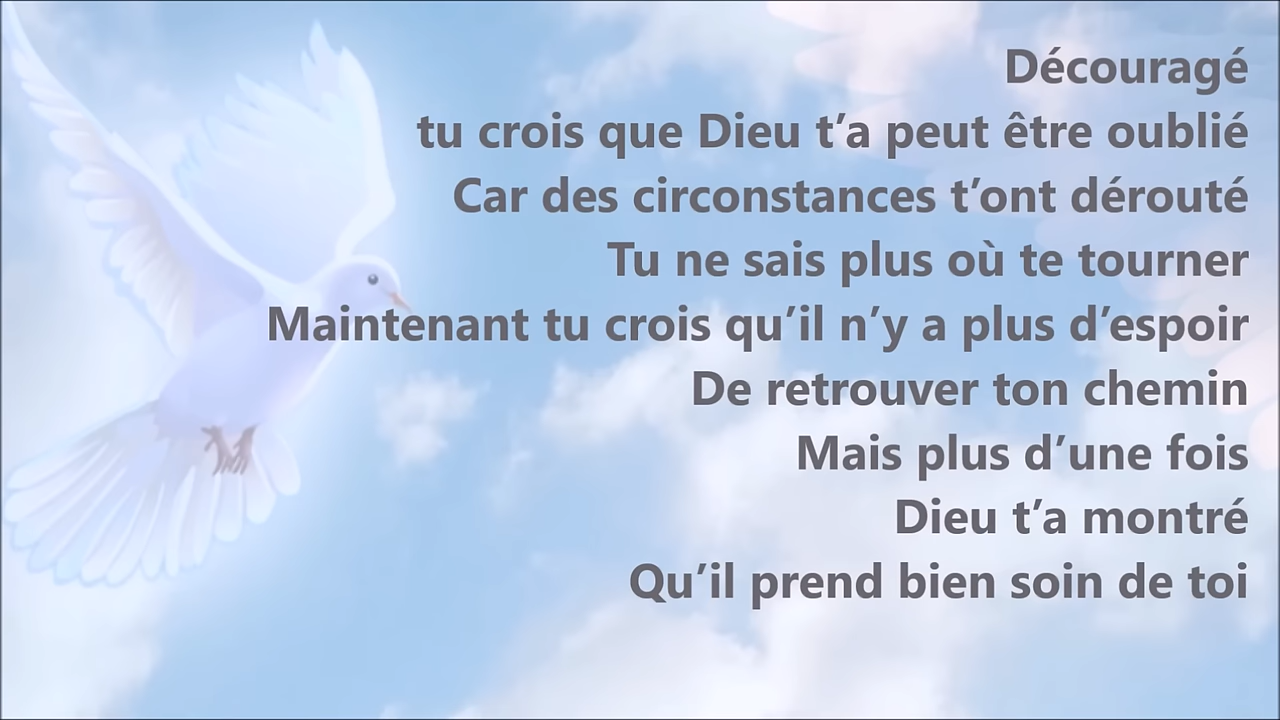 Découragé
tu crois que Dieu t’a peut être oublié
Car des circonstances t’ont dérouté
Tu ne sais plus où te tourner
Maintenant tu crois qu’il n’y a plus d’espoir
De retrouver ton chemin
Mais plus d’une fois
Dieu t’a montré
Qu’il prend bien soin de toi